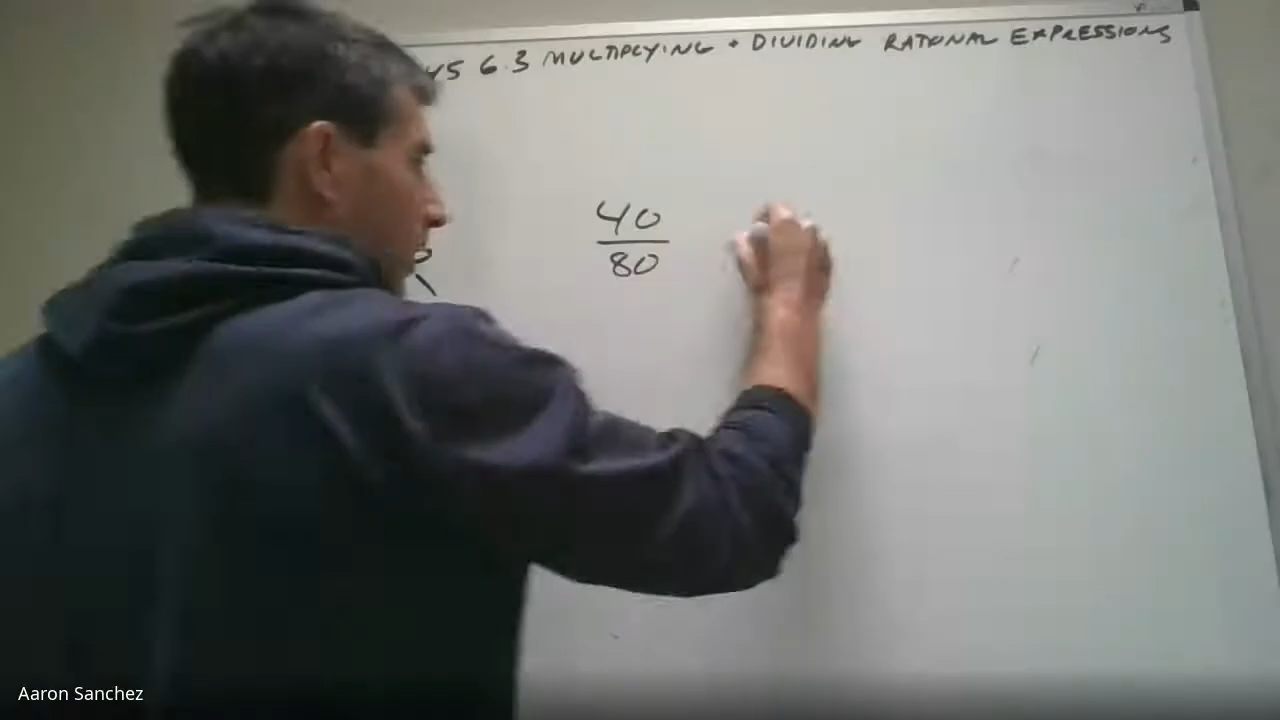 6.3 MULTIPLYING + DIVIDING RATIONAL EXPRESSIONS
40
80
Aaron Sanchez